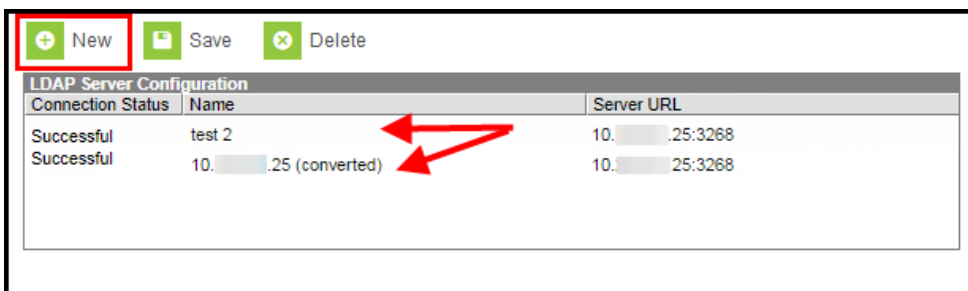 New Save Delete
LDAP Server Configuration
Connection Status Name Server URL
Successful test 2 10. .25:3268
Successful 10. .25 (converted) 10. 25:3268